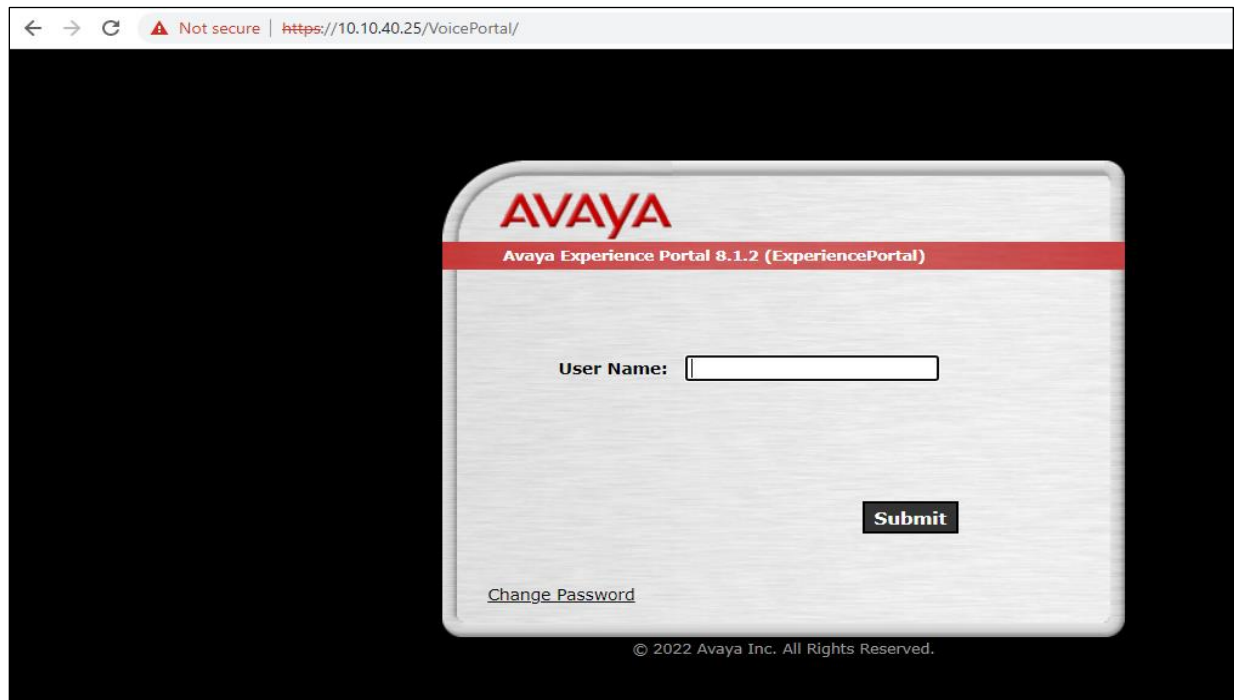 Not secure | https://10.10.40.25/VoicePortal/
AVAYA
Avaya Experience Portal 8.1.2 (ExperiencePortal)
User Name:
Submit
Change Password
© 2022 Avaya Inc. All Rights Reserved.